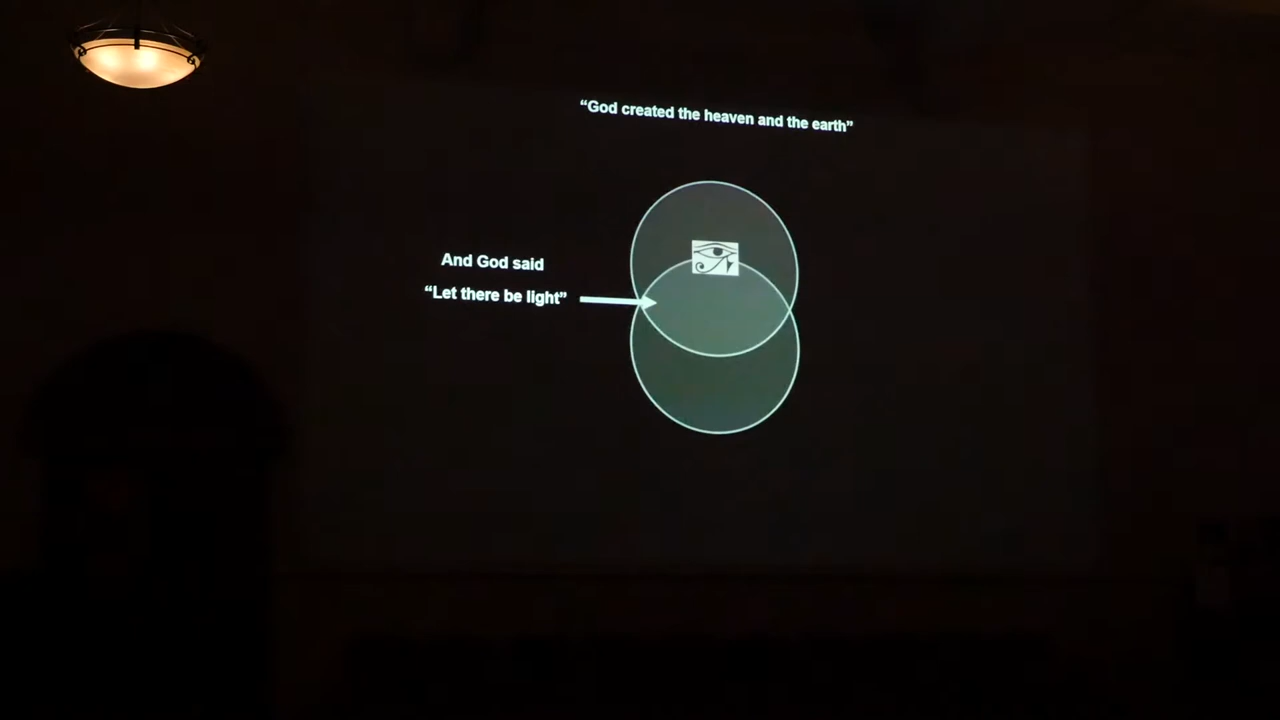 “God created the heaven and the earth”
And God said
“Let there be light”